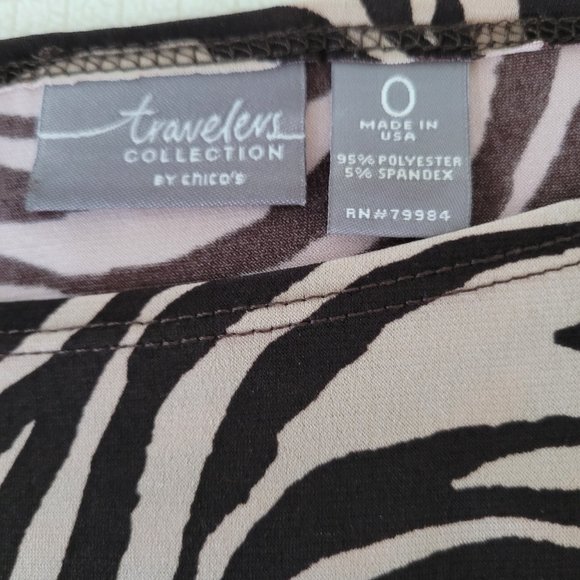 travelers
COLLECTION
BY chico's
0
MADE IN
USA
95% POLYESTER
5% SPANDEX
RN#79984